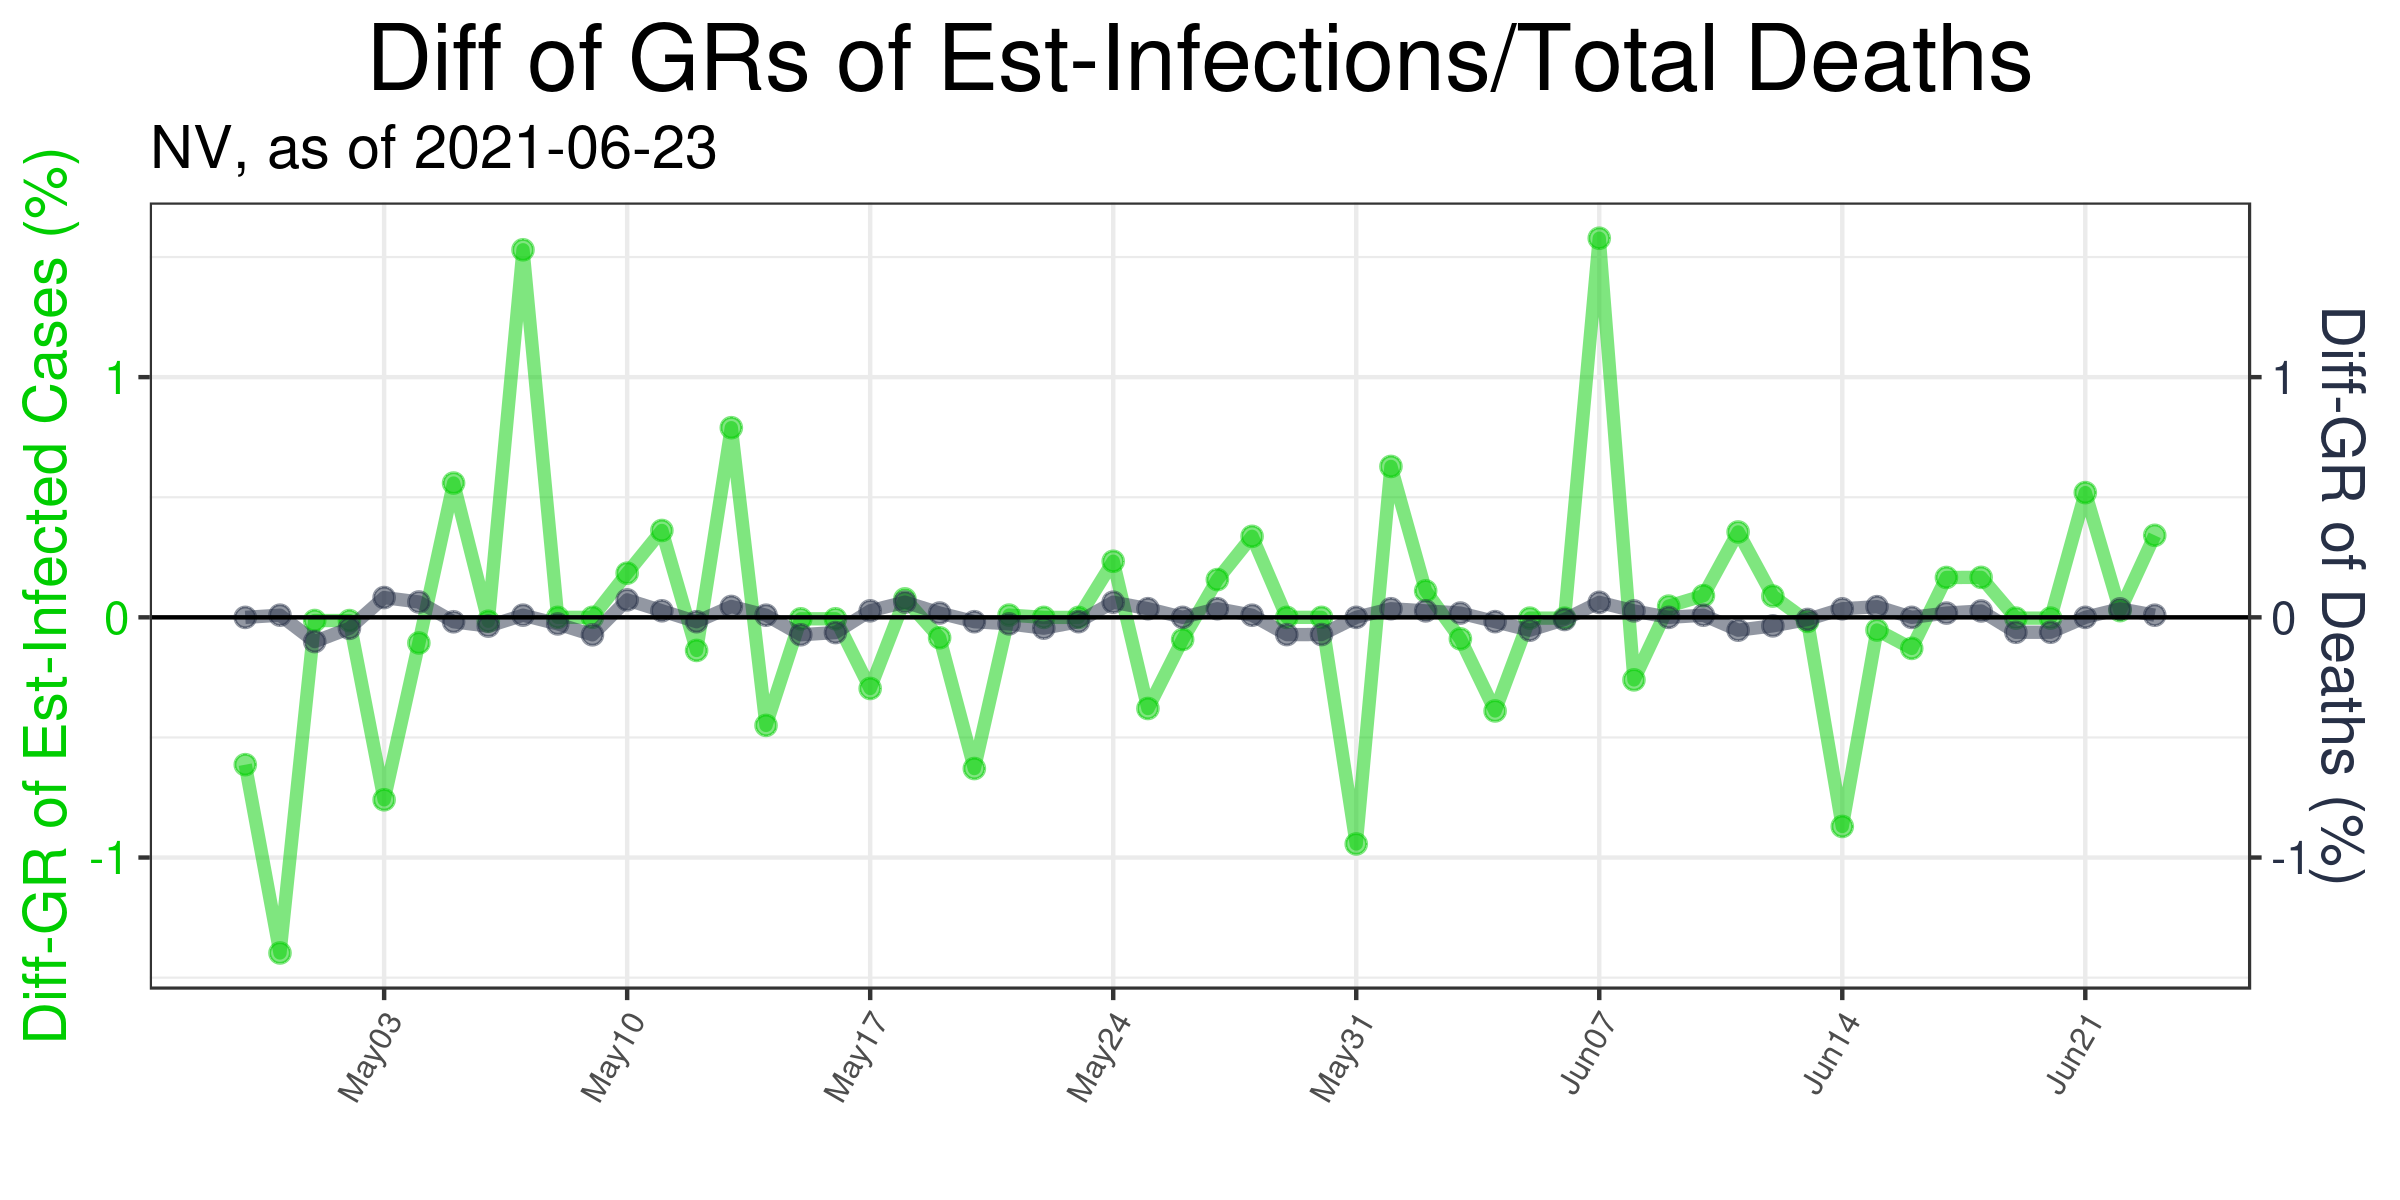 Diff of GRs of Est-Infections/Total Deaths
NV, as of 2021-06-23
Diff-GR of Est-Infected Cases (%)
1
0
-1
1
0
-1
Diff-GR of Deaths (%)
May03
May10
May17
May24
May31
Jun07
Jun14
Jun21